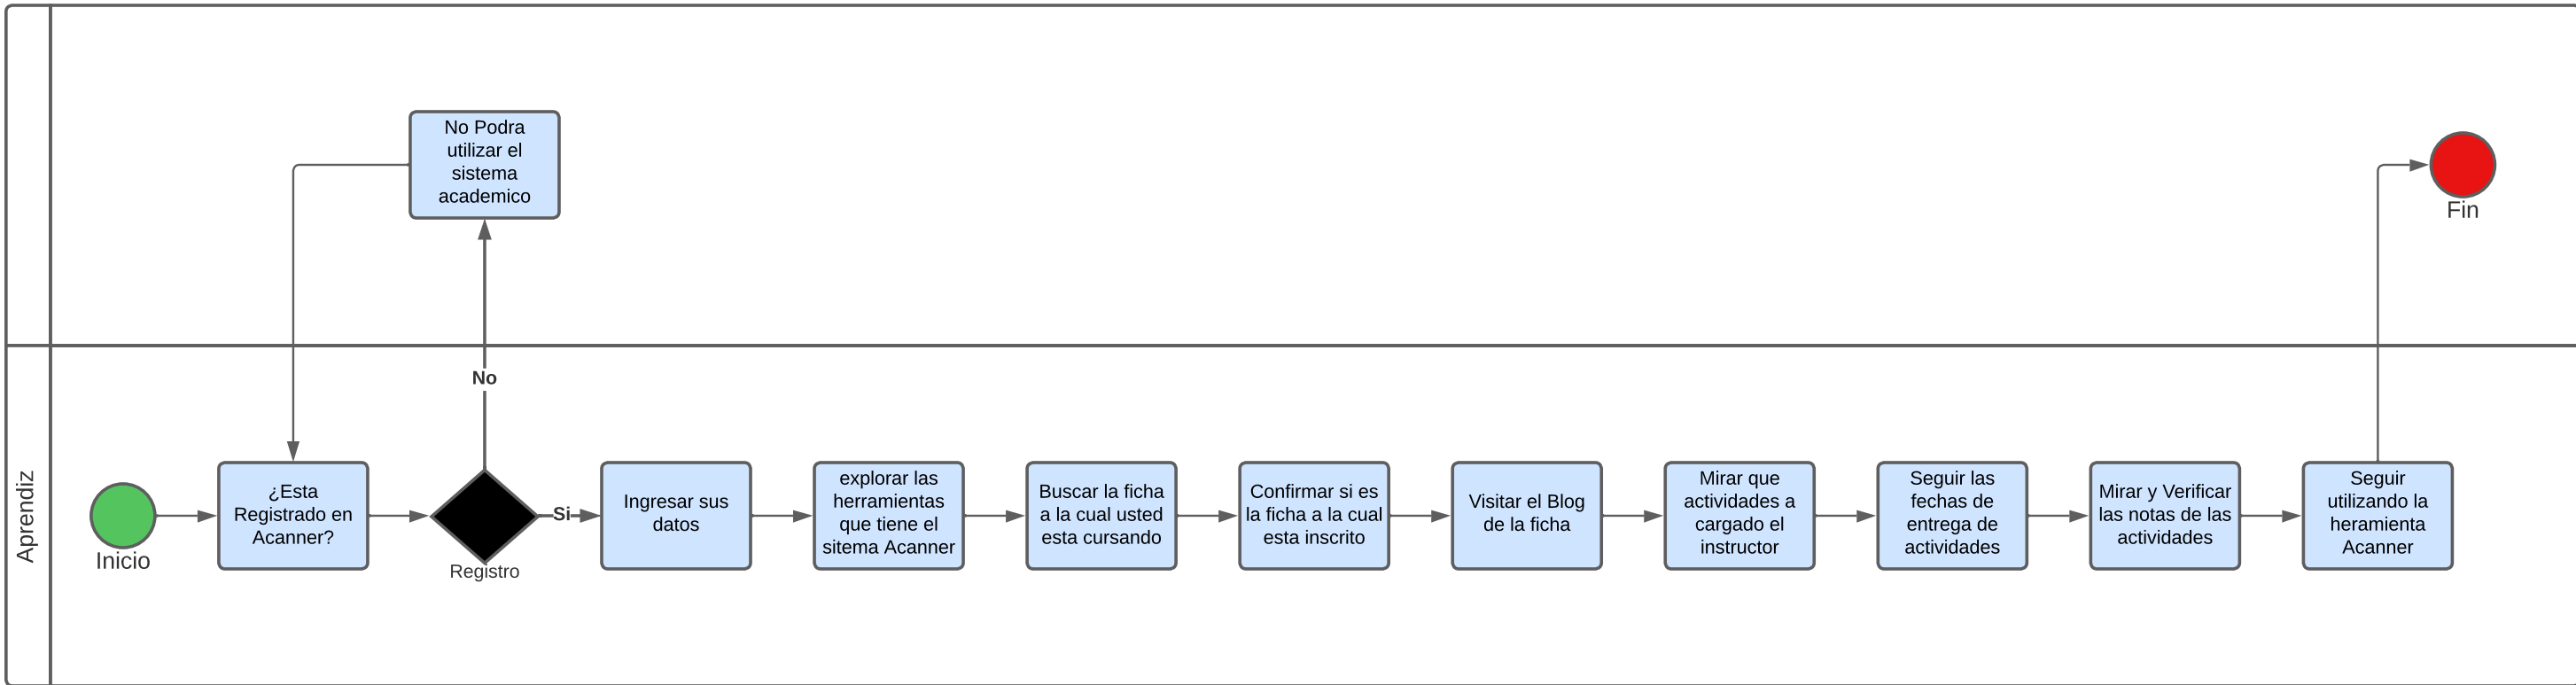 No Podra
utilizar el
sistema
academico
Fin
No
Aprendiz
Inicio
¿Esta
Registrado en
Acanner?
Registro
Si
Ingresar sus
datos
explorar las
herramientas
que tiene el
sitema Acanner
Buscar la ficha
a la cual usted
esta cursando
Confirmar si es
la ficha a la cual
esta inscrito
Visitar el Blog
de la ficha
Mirar que
actividades a
cargado el
instructor
Seguir las
fechas de
entrega de
actividades
Mirar y Verificar
las notas de las
actividades
Seguir
utilizando la
heramienta
Acanner